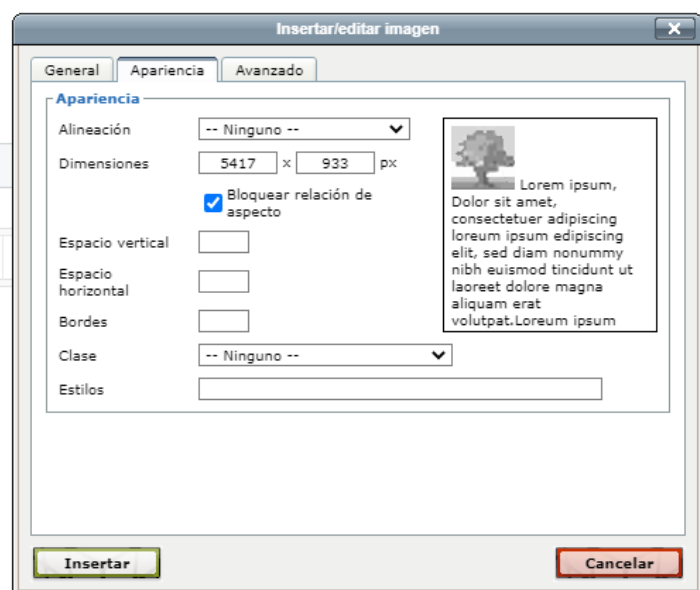 Insertar/editar imagen
General Apariencia Avanzado
Apariencia
Alineación -- Ninguno --
Dimensiones 5417 x 933 px
Bloquear relación de
aspecto
Espacio vertical
Espacio
horizontal
Bordes
Clase -- Ninguno --
Estilos
Lorem ipsum,
Dolor sit amet,
consectetuer adipiscing
loreum ipsum edipiscing
elit, sed diam nonummy
nibh euismod tincidunt ut
laoreet dolore magna
aliquam erat
volutpat.Loreum ipsum
Insertar Cancelar